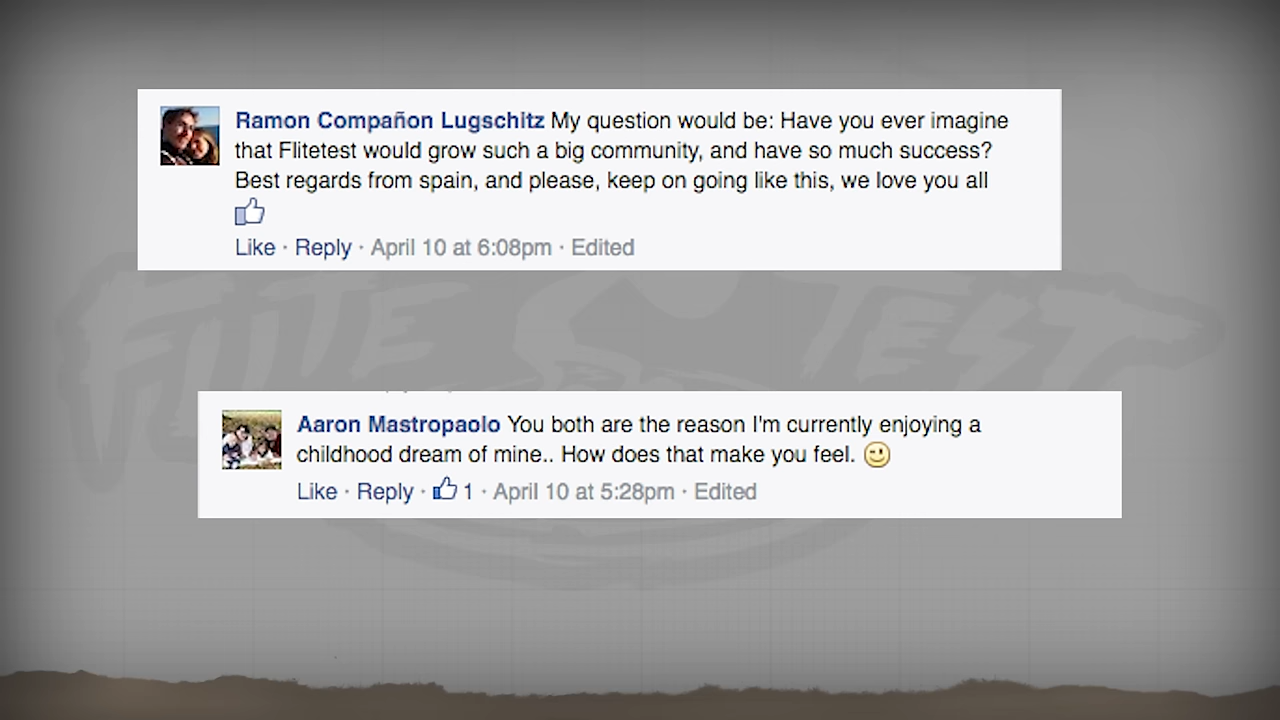 Ramon Compañon Lugschitz My question would be: Have you ever imagine
that Flitetest would grow such a big community, and have so much success?
Best regards from spain, and please, keep on going like this, we love you all
Like · Reply · April 10 at 6:08pm · Edited
FLITE TEST
Aaron Mastropaolo You both are the reason I'm currently enjoying a
childhood dream of mine.. How does that make you feel.
Like · Reply · 1 · April 10 at 5:28pm · Edited